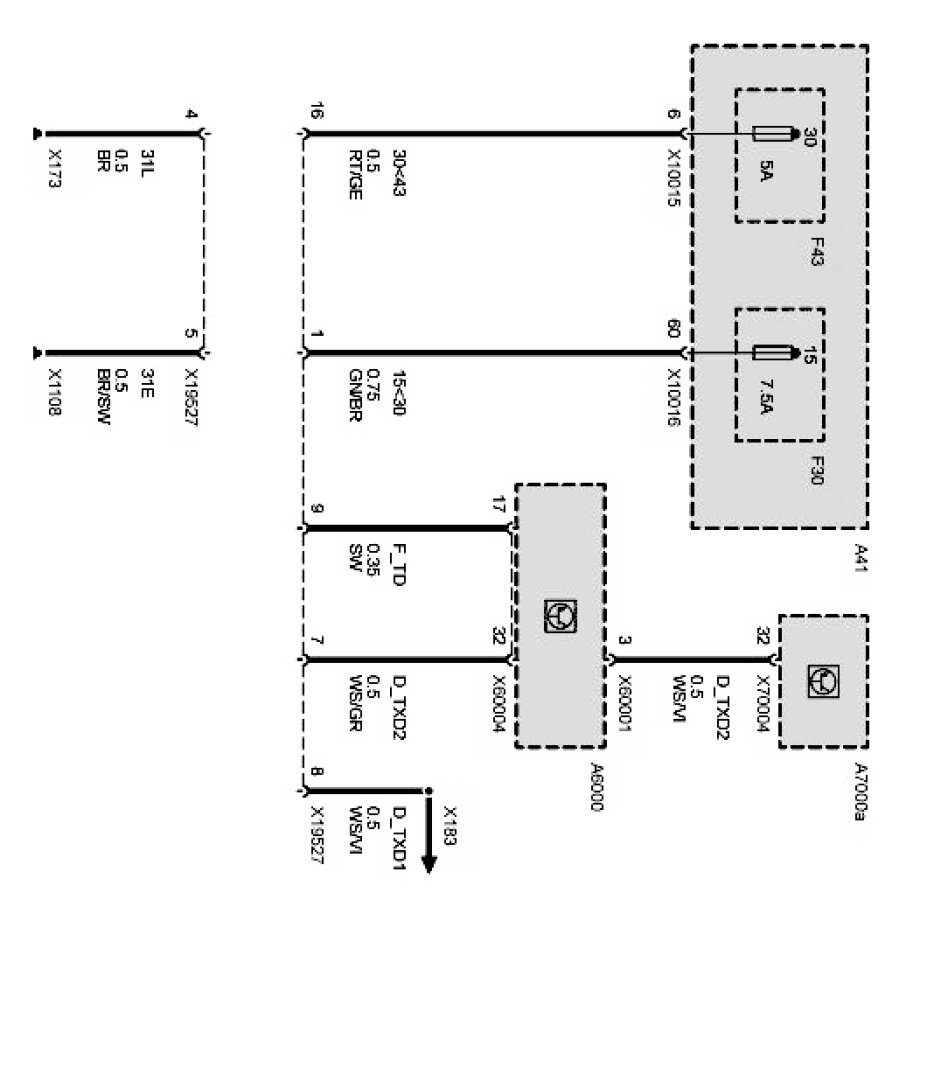 A41
F43
30
5A
F30
15
7.5A
6
X10015
60
X10016
A7000a
32
X70004
D_TXD2
0.5
WS/VI
3
X60001
A6000
17
32
X60004
30<43
0.5
RT/GE
15<30
0.75
GN/BR
F_TD
0.35
SW
D_TXD2
0.5
WS/GR
X183
D_TXD1
0.5
WS/VI
16
1
9
7
8
X19527
4
5
X19527
31L
0.5
BR
31E
0.5
BR/SW
X173
X1108